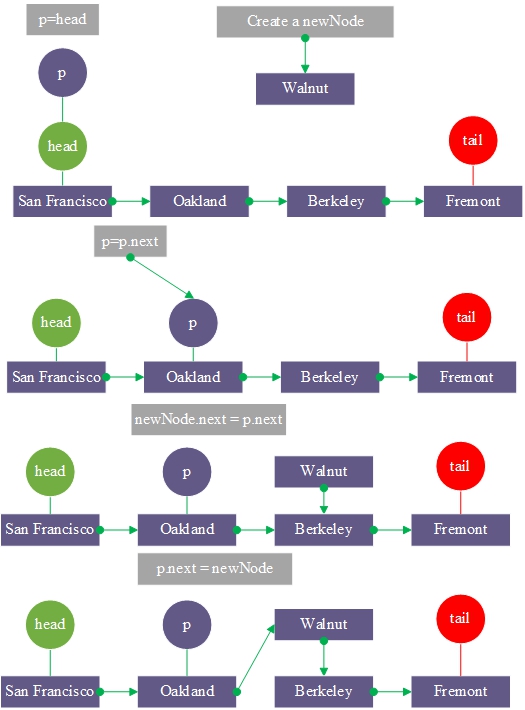 p=head
Create a newNode
p
Walnut
head
tail
San Francisco
Oakland
Berkeley
Fremont
p=p.next
head
p
tail
San Francisco
Oakland
Berkeley
Fremont
newNode.next = p.next
head
p
Walnut
tail
San Francisco
Oakland
Berkeley
Fremont
p.next = newNode
head
p
Walnut
tail
San Francisco
Oakland
Berkeley
Fremont